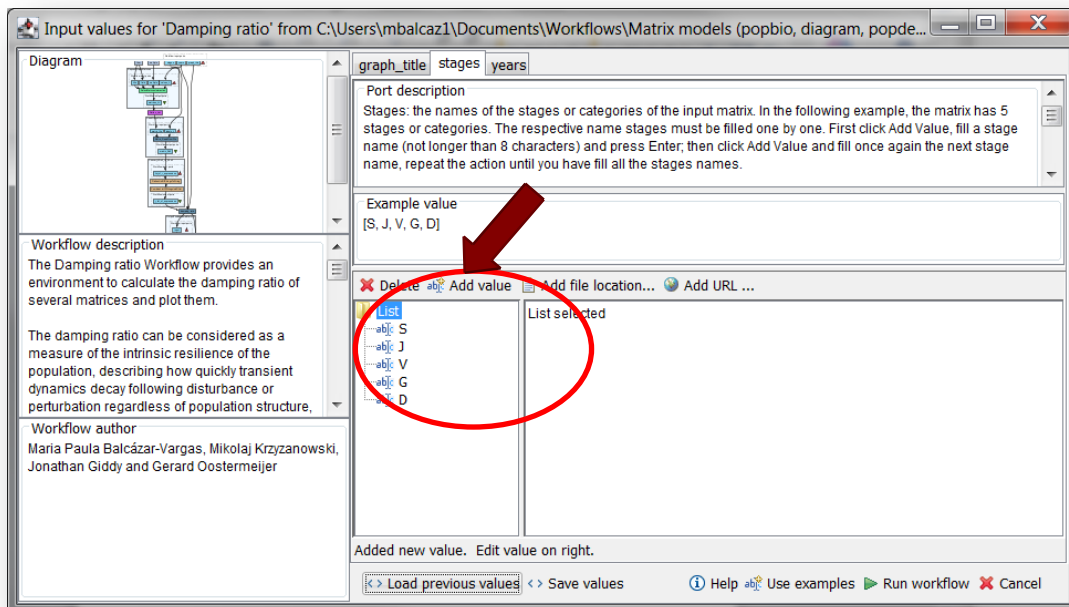 Input values for 'Damping ratio' from C:\Users\mbalcaz1\Documents\Workflows\Matrix models (popbio, diagram, popde...
Diagram
Workflow description
The Damping ratio Workflow provides an
environment to calculate the damping ratio of
several matrices and plot them.
The damping ratio can be considered as a
measure of the intrinsic resilience of the
population, describing how quickly transient
dynamics decay following disturbance or
perturbation regardless of population structure,
Workflow author
Maria Paula Balcázar-Vargas, Mikolaj Krzyzanowski,
Jonathan Giddy and Gerard Oostermeijer
graph_title stages years
Port description
Stages: the names of the stages or categories of the input matrix. In the following example, the matrix has 5
stages or categories. The respective name stages must be filled one by one. First click Add Value, fill a stage
name (not longer than 8 characters) and press Enter; then click Add Value and fill once again the next stage
name, repeat the action until you have fill all the stages names.
Example value
[S, J, V, G, D]
Delete Add value Add file location... Add URL ...
List
S
J
V
G
D
List selected
Added new value. Edit value on right.
Load previous values Save values Help Use examples Run workflow Cancel